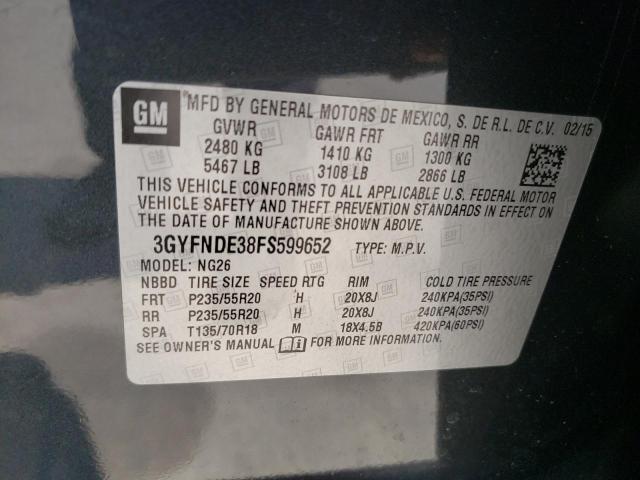 GM
MFD BY GENERAL MOTORS DE MEXICO, S. DE R.L. DE C.V. 02/15
GVWR GAWR FRT GAWR RR
2480 KG 1410 KG 1300 KG
5467 LB 3108 LB 2866 LB
THIS VEHICLE CONFORMS TO ALL APPLICABLE U.S. FEDERAL MOTOR
VEHICLE SAFETY AND THEFT PREVENTION STANDARDS IN EFFECT ON
THE DATE OF MANUFACTURE SHOWN ABOVE.
3GYFNDE38FS599652 TYPE: M.P.V.
MODEL: NG26
NBBD TIRE SIZE SPEED RTG RIM COLD TIRE PRESSURE
FRT P235/55R20 H 20X8J 240KPA(35PSI)
RR P235/55R20 H 20X8J 240KPA(35PSI)
SPA T135/70R18 M 18X4.5B 420KPA(60PSI)
SEE OWNER'S MANUAL FOR MORE INFORMATION.